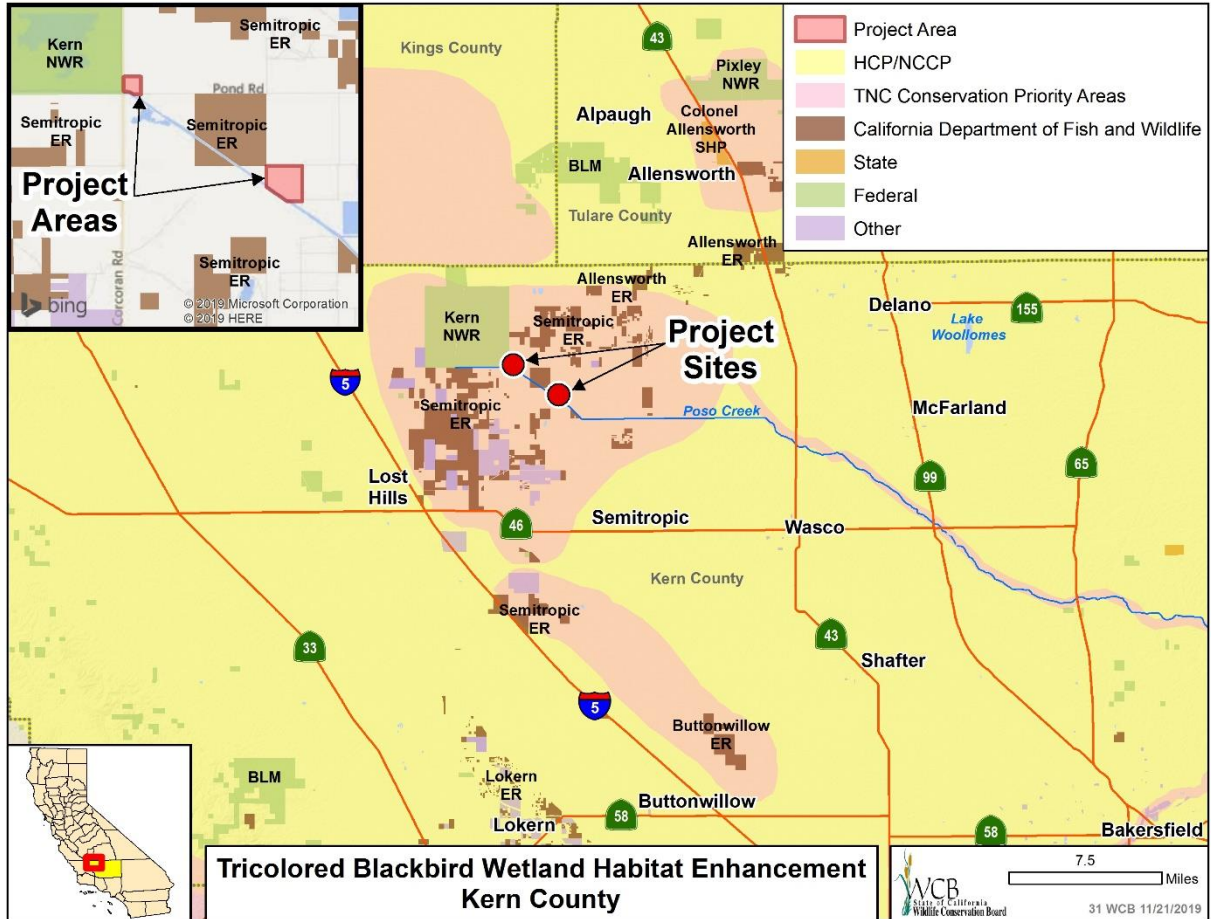 Kern
NWR
Semitropic
ER
Pond Rd
Semitropic
ER
Semitropic
ER
Project
Areas
Semitropic
ER
Corcoran Rd
bing
© 2019 Microsoft Corporation
© 2019 HERE
Project Area
HCP/NCCP
TNC Conservation Priority Areas
California Department of Fish and Wildlife
State
Federal
Other
Kings County
43
Pixley
NWR
Alpaugh
Colonel
Allensworth
SHP
BLM
Allensworth
Tulare County
Allensworth
ER
Allensworth
ER
Kern
NWR
Semitropic
ER
Project
Sites
Delano
155
Lake
Woollomes
5
Semitropic
ER
Poso Creek
McFarland
Lost
Hills
99
65
46
Semitropic
Wasco
Kern County
Semitropic
ER
33
43
Shafter
5
Buttonwillow
ER
BLM
Lokern
ER
Lokern
Buttonwillow
58
58
Bakersfield
Tricolored Blackbird Wetland Habitat Enhancement
Kern County
WCB
State of California
Wildlife Conservation Board
7.5
Miles
31 WCB 11/21/2019